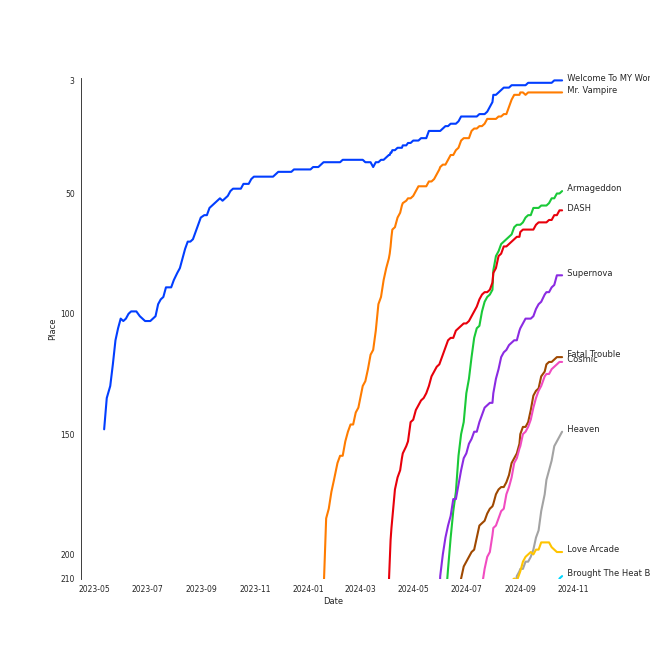 3
Welcome To MY Wor
Mr. Vampire
50
Armageddon
DASH
Supernova
100
Place
Fatal Trouble
Cosmic
150
Heaven
200
Love Arcade
210
Brought The Heat B
2023-05 2023-07 2023-09 2023-11 2024-01 2024-03 2024-05 2024-07 2024-09 2024-11
Date